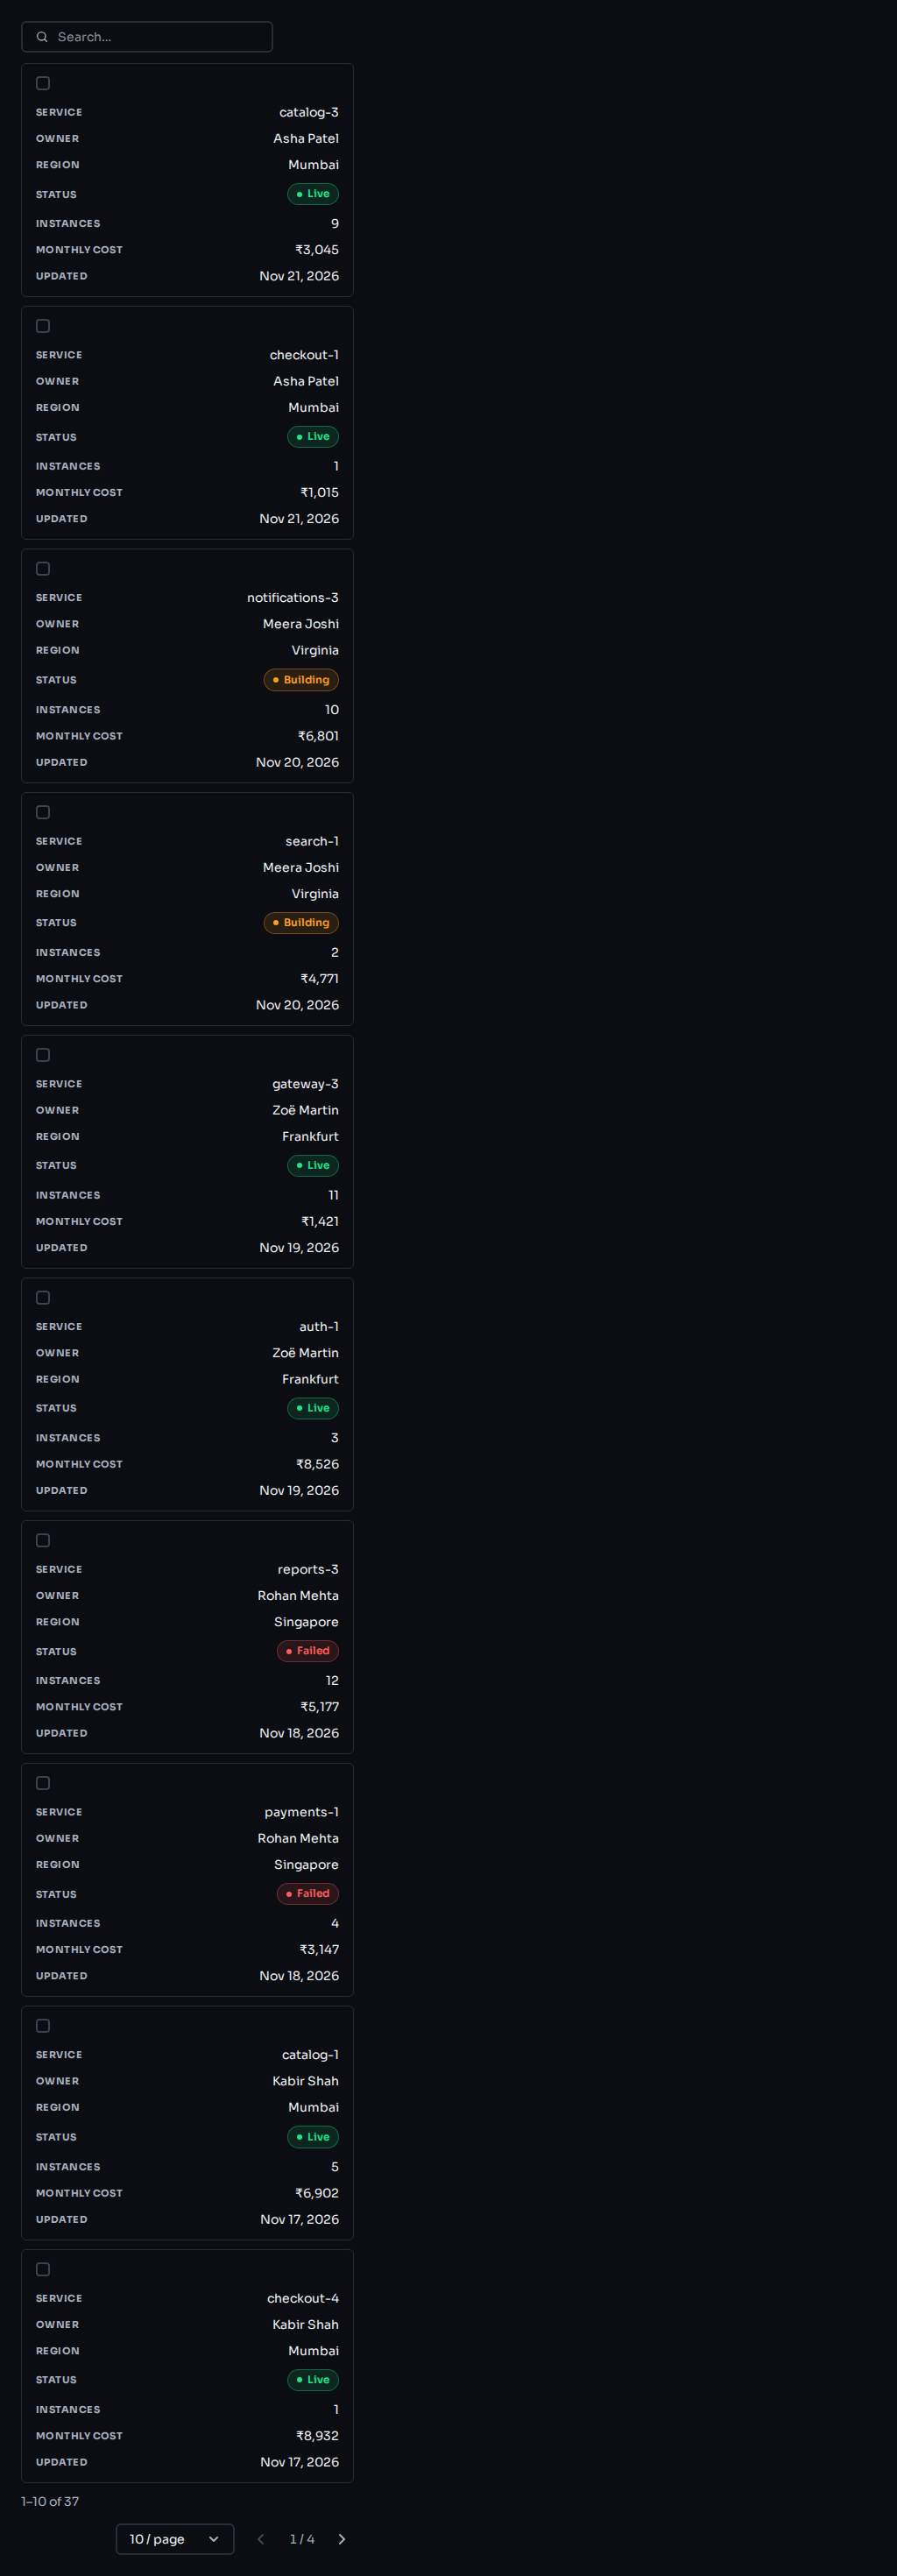 Search...
SERVICE catalog-3
OWNER Asha Patel
REGION Mumbai
STATUS Live
INSTANCES 9
MONTHLY COST ₹3,045
UPDATED Nov 21, 2026
SERVICE checkout-1
OWNER Asha Patel
REGION Mumbai
STATUS Live
INSTANCES 1
MONTHLY COST ₹1,015
UPDATED Nov 21, 2026
SERVICE notifications-3
OWNER Meera Joshi
REGION Virginia
STATUS Building
INSTANCES 10
MONTHLY COST ₹6,801
UPDATED Nov 20, 2026
SERVICE search-1
OWNER Meera Joshi
REGION Virginia
STATUS Building
INSTANCES 2
MONTHLY COST ₹4,771
UPDATED Nov 20, 2026
SERVICE gateway-3
OWNER Zoë Martin
REGION Frankfurt
STATUS Live
INSTANCES 11
MONTHLY COST ₹1,421
UPDATED Nov 19, 2026
SERVICE auth-1
OWNER Zoë Martin
REGION Frankfurt
STATUS Live
INSTANCES 3
MONTHLY COST ₹8,526
UPDATED Nov 19, 2026
SERVICE reports-3
OWNER Rohan Mehta
REGION Singapore
STATUS Failed
INSTANCES 12
MONTHLY COST ₹5,177
UPDATED Nov 18, 2026
SERVICE payments-1
OWNER Rohan Mehta
REGION Singapore
STATUS Failed
INSTANCES 4
MONTHLY COST ₹3,147
UPDATED Nov 18, 2026
SERVICE catalog-1
OWNER Kabir Shah
REGION Mumbai
STATUS Live
INSTANCES 5
MONTHLY COST ₹6,902
UPDATED Nov 17, 2026
SERVICE checkout-4
OWNER Kabir Shah
REGION Mumbai
STATUS Live
INSTANCES 1
MONTHLY COST ₹8,932
UPDATED Nov 17, 2026
1–10 of 37
10 / page 1 / 4